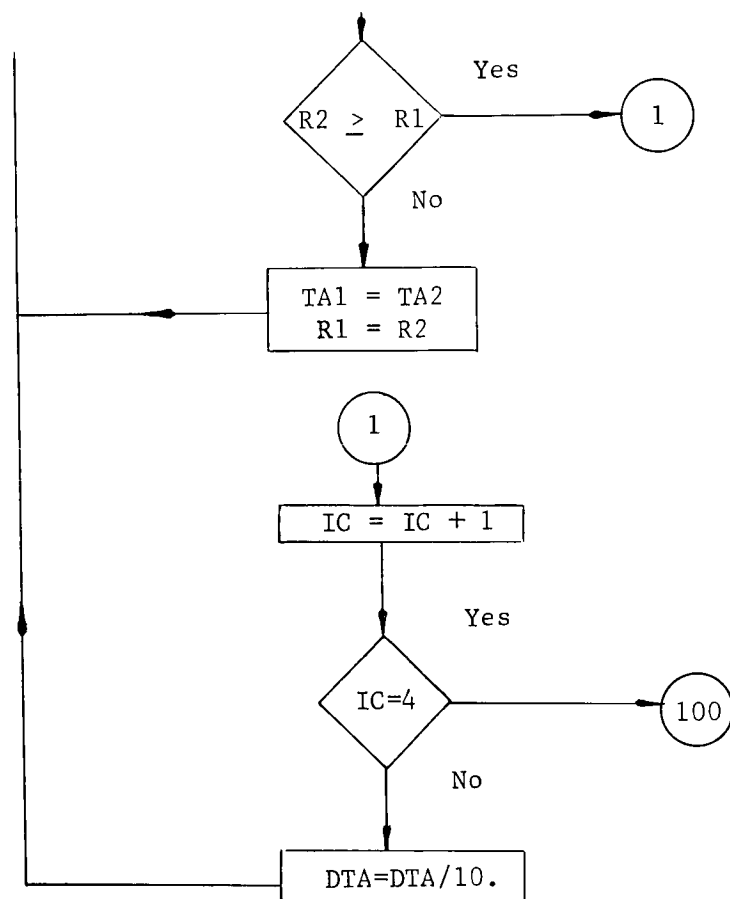 Yes
R2 ≥ R1
1
No
TA1 = TA2
R1 = R2
1
IC = IC + 1
Yes
IC=4
100
No
DTA=DTA/10.